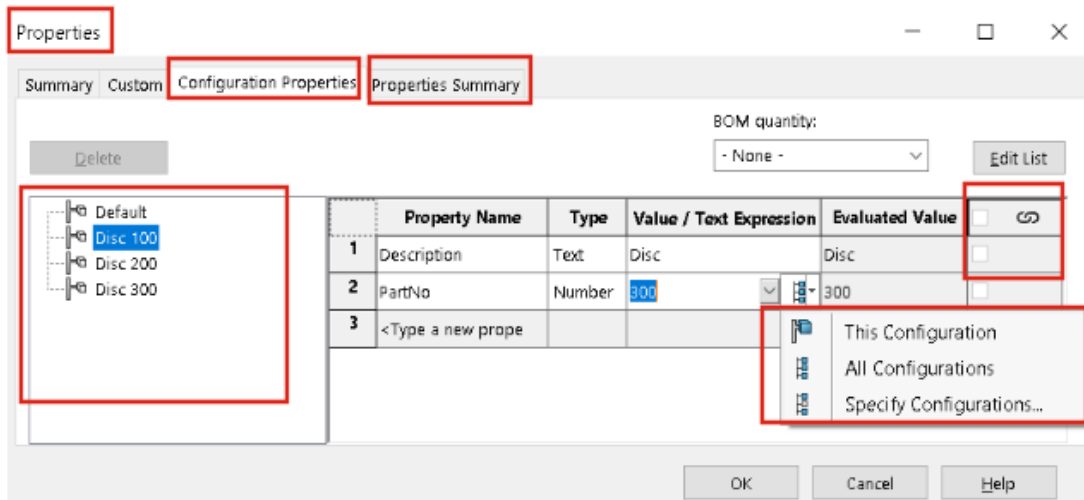 Properties
Summary Custom Configuration Properties Properties Summary
BOM quantity:
Delete - None - Edit List
Default
Disc 100
Disc 200
Disc 300
Property Name Type Value / Text Expression Evaluated Value
1 Description Text Disc Disc
2 PartNo Number 300 300
3 <Type a new prope
This Configuration
All Configurations
Specify Configurations...
OK Cancel Help